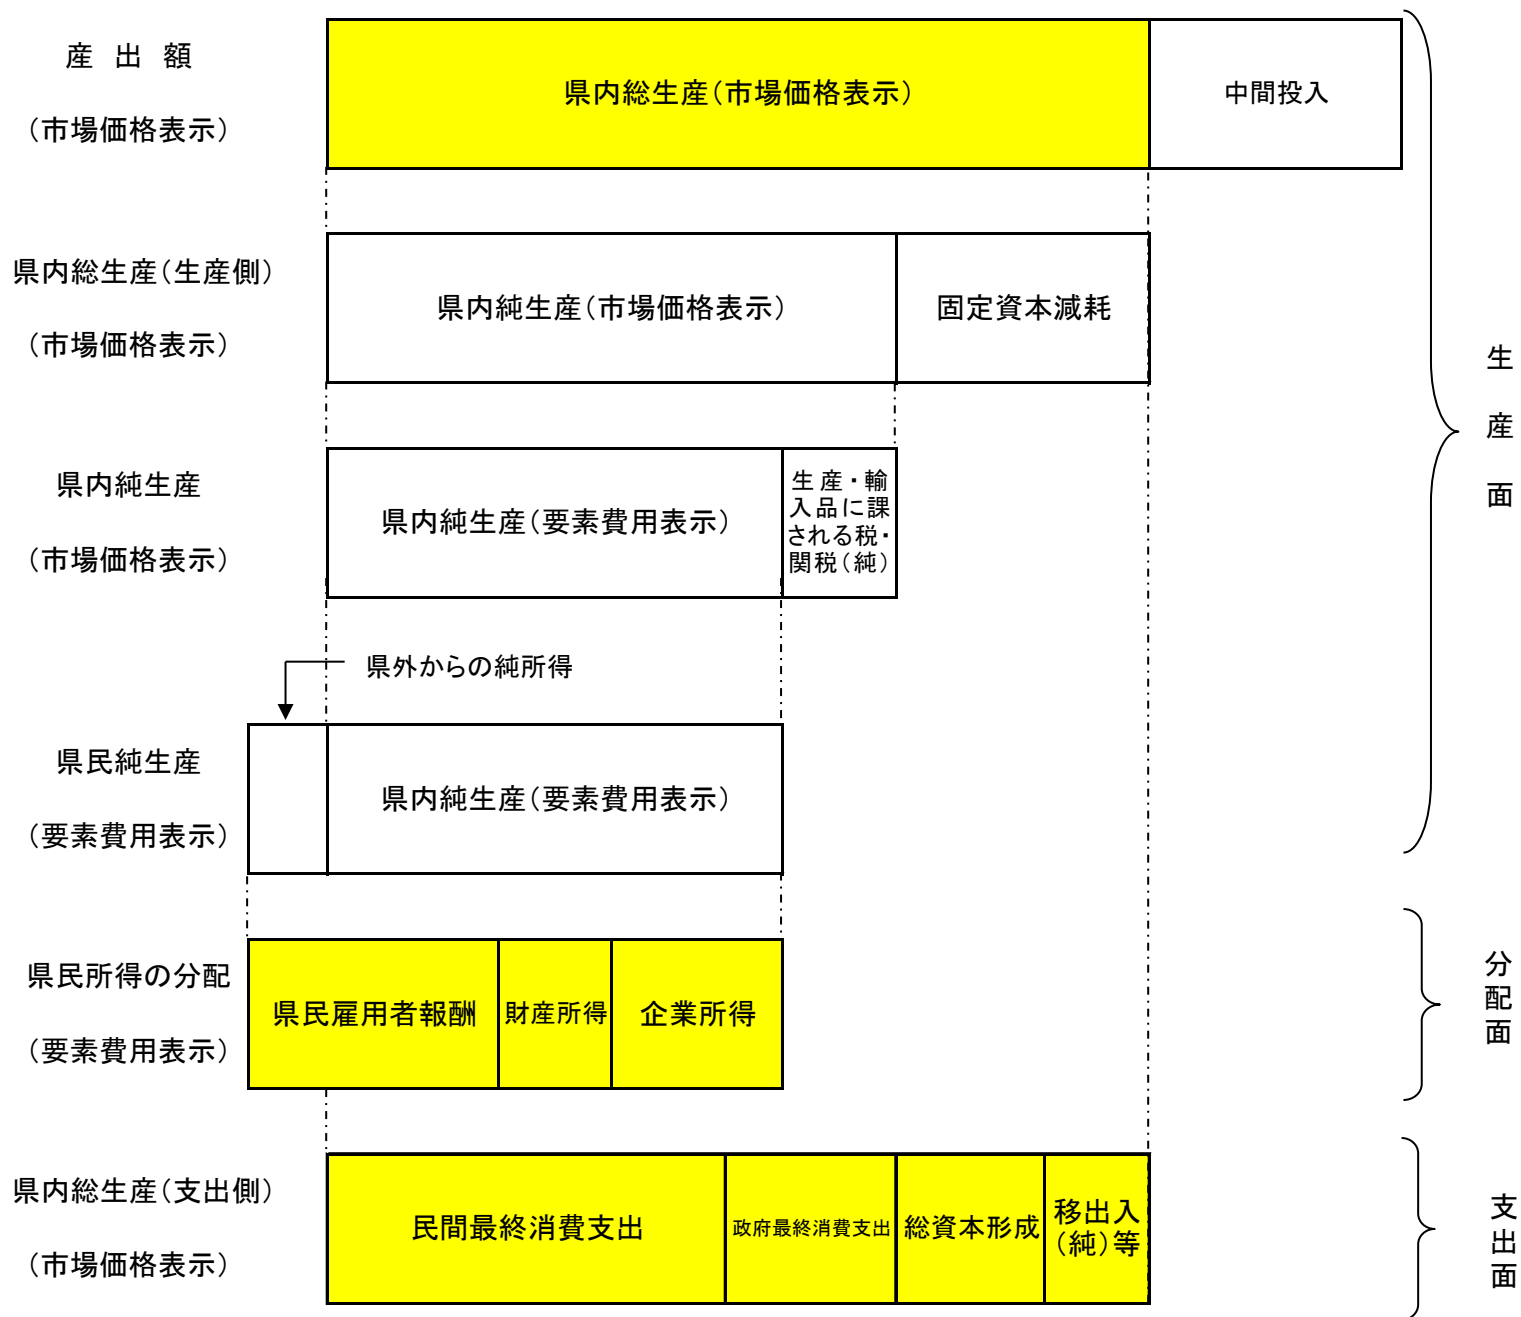 産 出 額
（市場価格表示）
県内総生産（市場価格表示）
中間投入
県内総生産（生産側）
（市場価格表示）
県内純生産（市場価格表示）
固定資本減耗
県内純生産
（市場価格表示）
県内純生産（要素費用表示）
生産・輸
入品に課
される税・
関税（純）
県外からの純所得
県民純生産
（要素費用表示）
県内純生産（要素費用表示）
生
産
面
県民所得の分配
（要素費用表示）
県民雇用者報酬
財産所得
企業所得
分
配
面
県内総生産（支出側）
（市場価格表示）
民間最終消費支出
政府最終消費支出
総資本形成
移出入
（純）等
支
出
面